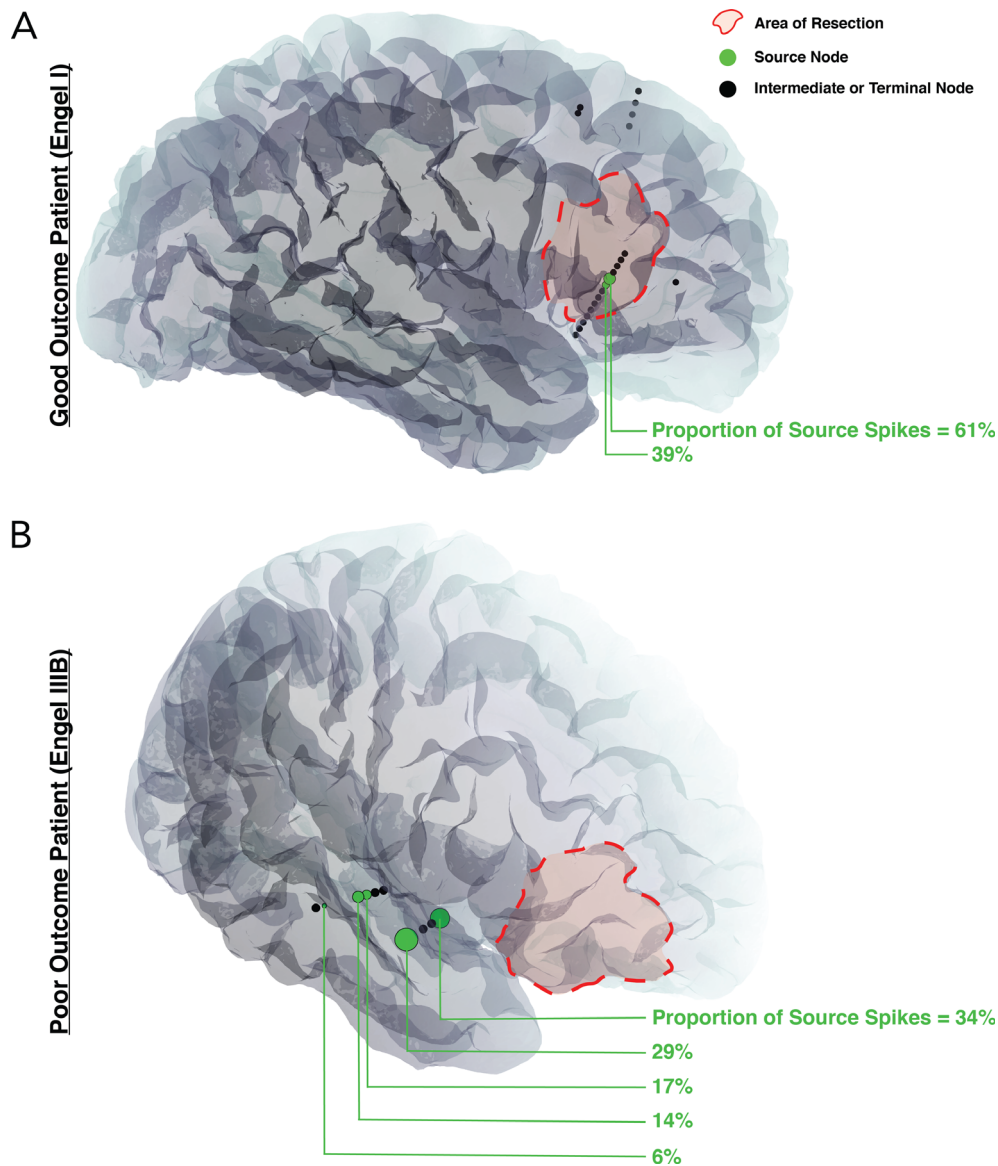 A
Area of Resection
Source Node
Intermediate or Terminal Node
Good Outcome Patient (Engel I)
Proportion of Source Spikes = 61%
39%
B
Poor Outcome Patient (Engel IIIB)
Proportion of Source Spikes = 34%
29%
17%
14%
6%